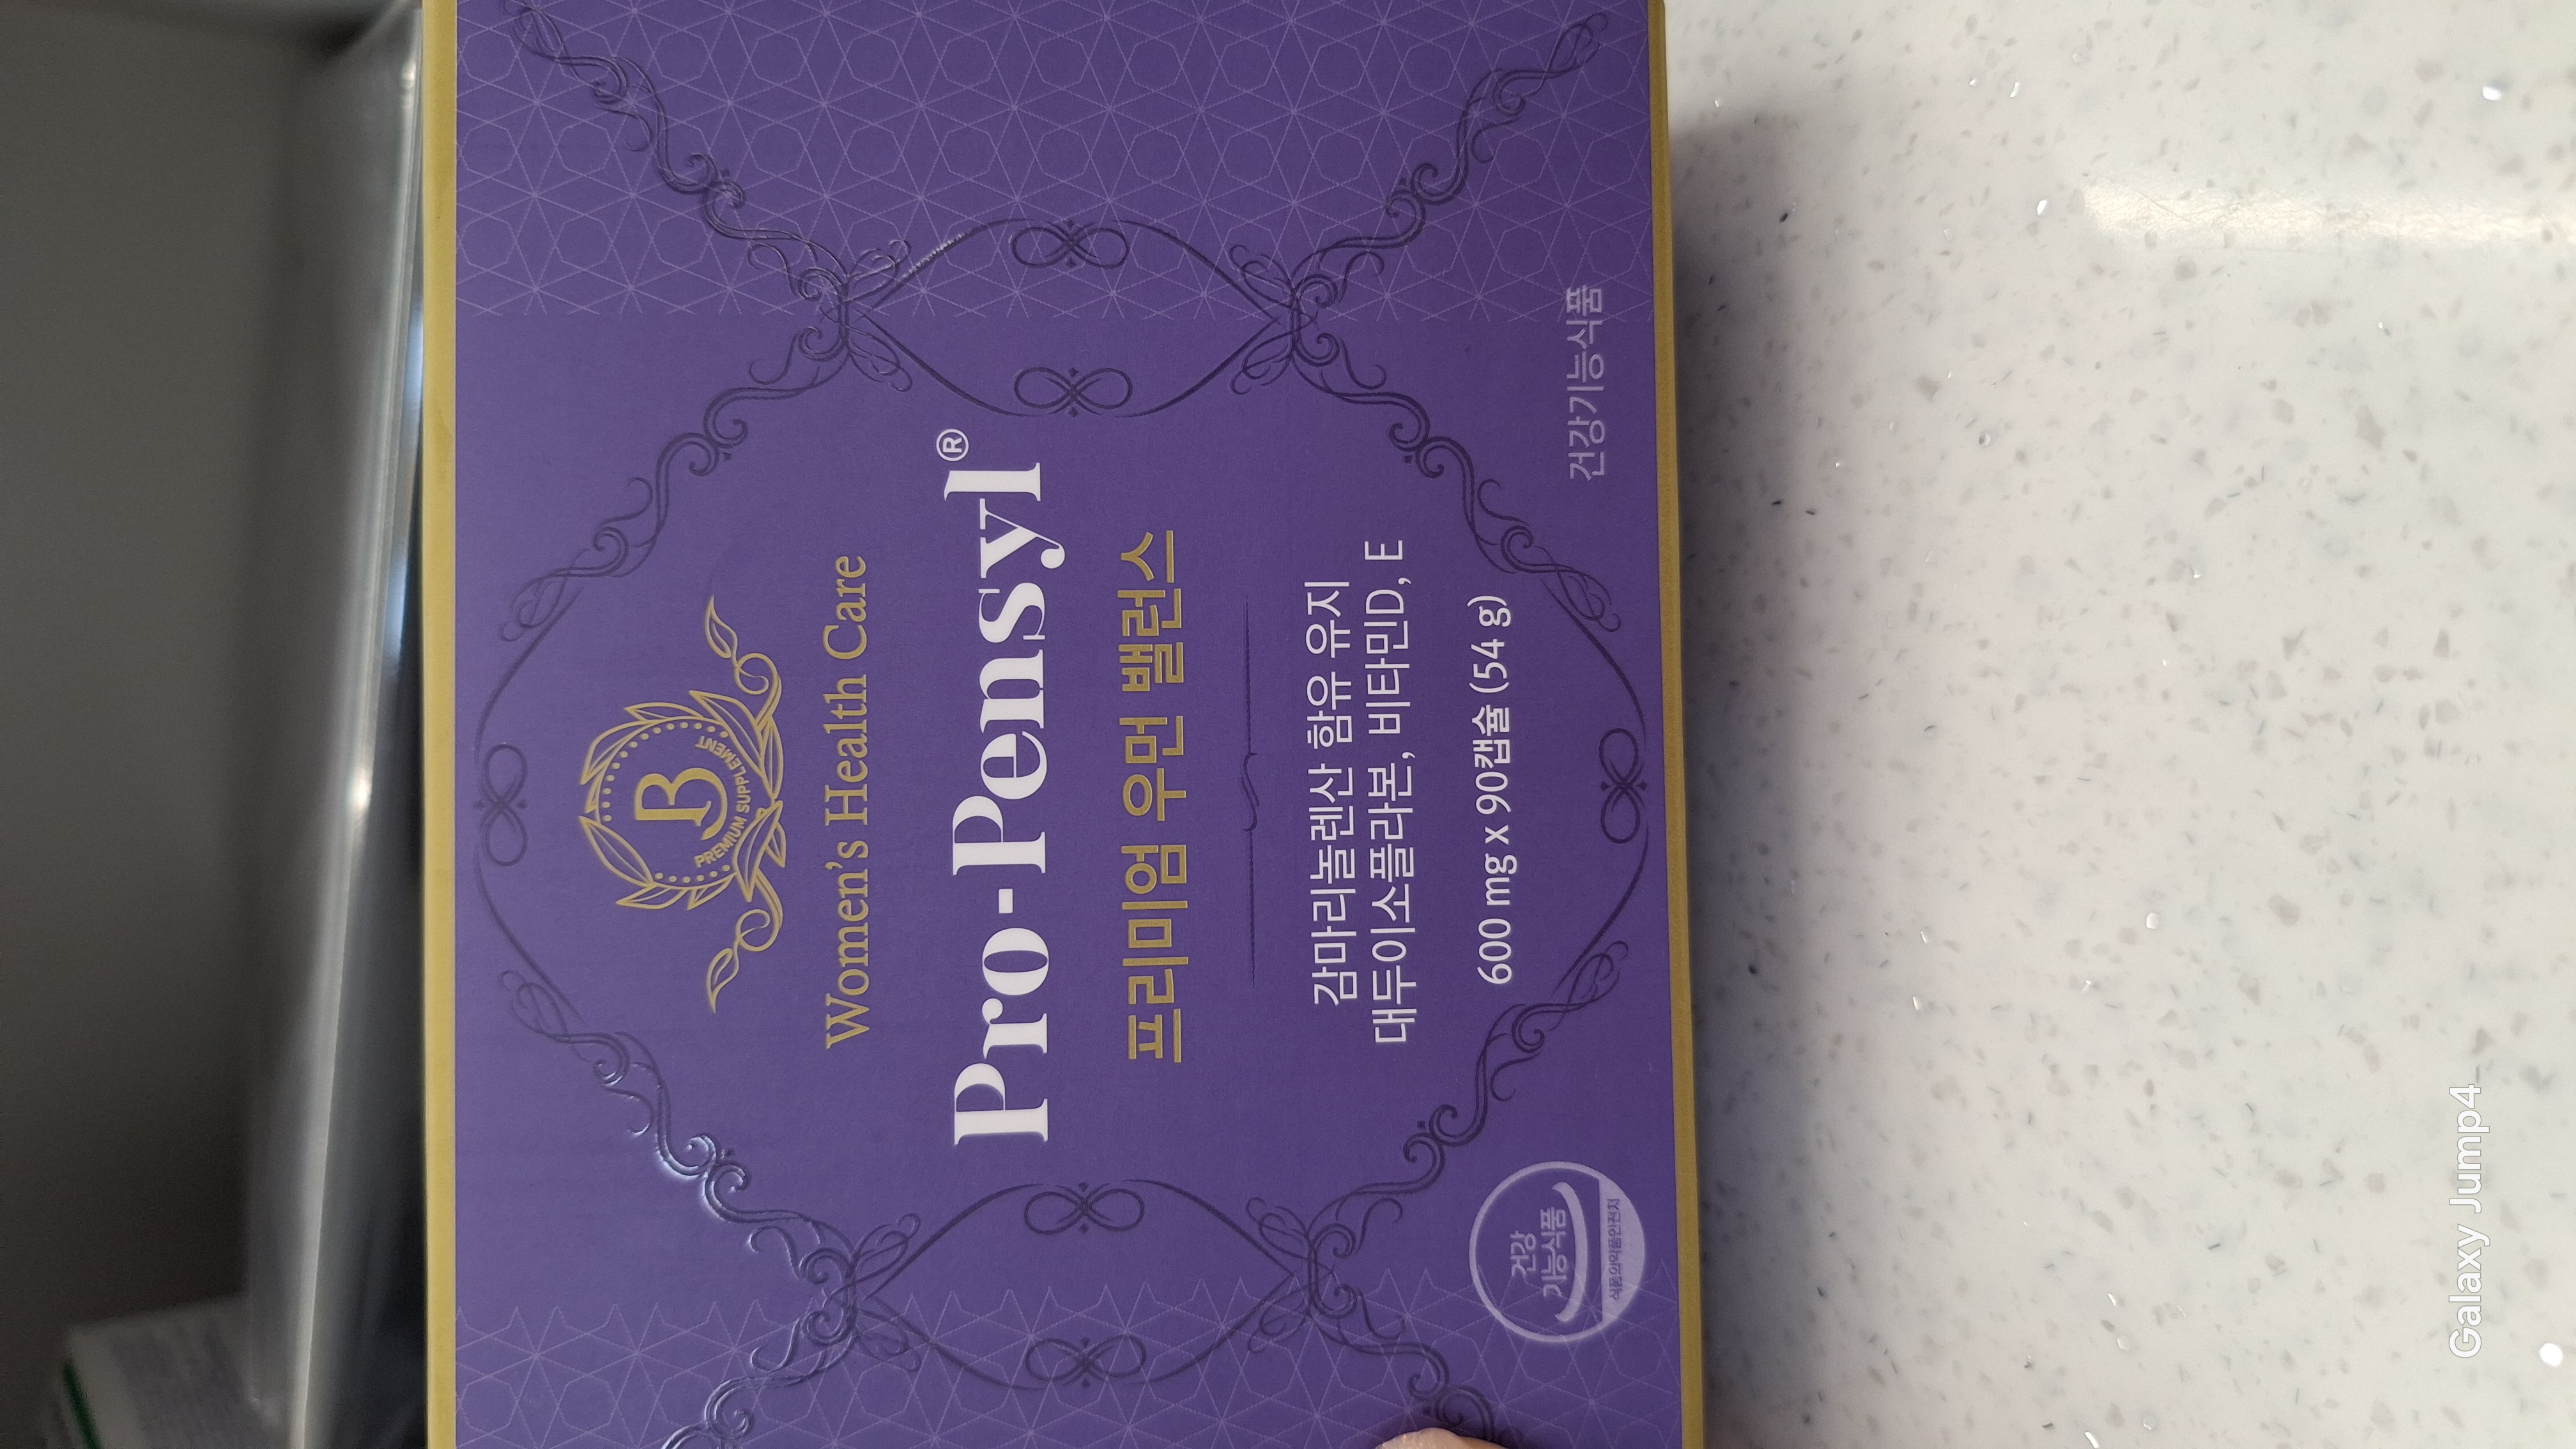 B
PREMIUM SUPPLEMENT
Women's Health Care
Pro-Pensyl®
프리미엄 우먼 밸런스
감마리놀렌산 함유 유지
대두이소플라본, 비타민D, E
600 mg x 90캡슐 (54 g)
건강
기능식품
식품의약품안전처
건강기능식품
Galaxy Jump4